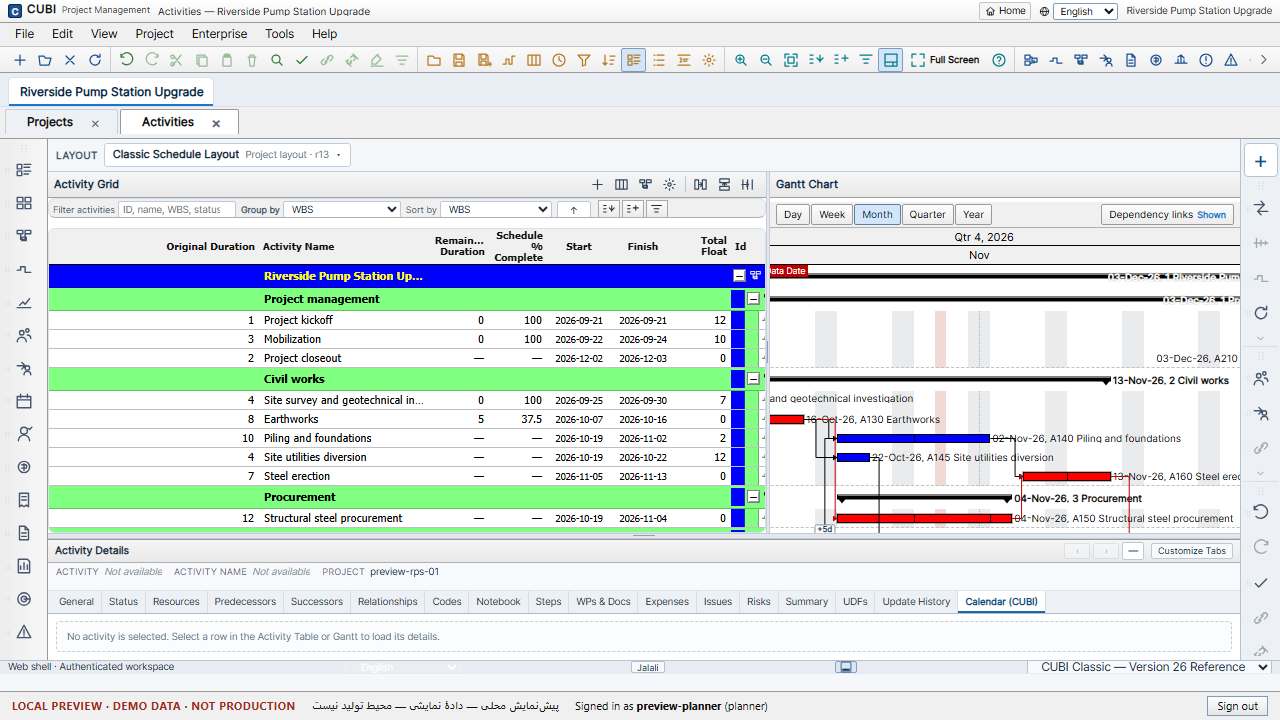 CUBI Project Management Activities — Riverside Pump Station Upgrade Home English Riverside Pump Station Upgrade
File Edit View Project Enterprise Tools Help
Full Screen
Riverside Pump Station Upgrade
Projects Activities
LAYOUT Classic Schedule Layout Project layout · r13
Activity Grid
Filter activities ID, name, WBS, status Group by WBS Sort by WBS
Original Duration Activity Name Remain... Duration Schedule % Complete Start Finish Total Float Id
Riverside Pump Station Up...
Project management
1 Project kickoff 0 100 2026-09-21 2026-09-21 12
3 Mobilization 0 100 2026-09-22 2026-09-24 10
2 Project closeout — — 2026-12-02 2026-12-03 0
Civil works
4 Site survey and geotechnical in... 0 100 2026-09-25 2026-09-30 7
8 Earthworks 5 37.5 2026-10-07 2026-10-16 0
10 Piling and foundations — — 2026-10-19 2026-11-02 2
4 Site utilities diversion — — 2026-10-19 2026-10-22 12
7 Steel erection — — 2026-11-05 2026-11-13 0
Procurement
12 Structural steel procurement — — 2026-10-19 2026-11-04 0
Gantt Chart
Day Week Month Quarter Year Dependency links Shown
Qtr 4, 2026
Nov
Data Date
03-Dec-26, 1 Riverside Pum
03-Dec-26, 1 Pr
03-Dec-26, A210
13-Nov-26, 2 Civil works
and geotechnical investigation
16-Oct-26, A130 Earthworks
02-Nov-26, A140 Piling and foundations
22-Oct-26, A145 Site utilities diversion
13-Nov-26, A160 Steel erec
04-Nov-26, 3 Procurement
04-Nov-26, A150 Structural steel procurement
+5d
Activity Details Customize Tabs
ACTIVITY Not available ACTIVITY NAME Not available PROJECT preview-rps-01
General Status Resources Predecessors Successors Relationships Codes Notebook Steps WPs & Docs Expenses Issues Risks Summary UDFs Update History Calendar (CUBI)
No activity is selected. Select a row in the Activity Table or Gantt to load its details.
Web shell · Authenticated workspace English Jalali CUBI Classic — Version 26 Reference
LOCAL PREVIEW · DEMO DATA · NOT PRODUCTION پیش‌نمایش محلی — دادهٔ نمایشی — محیط تولید نیست Signed in as preview-planner (planner) Sign out